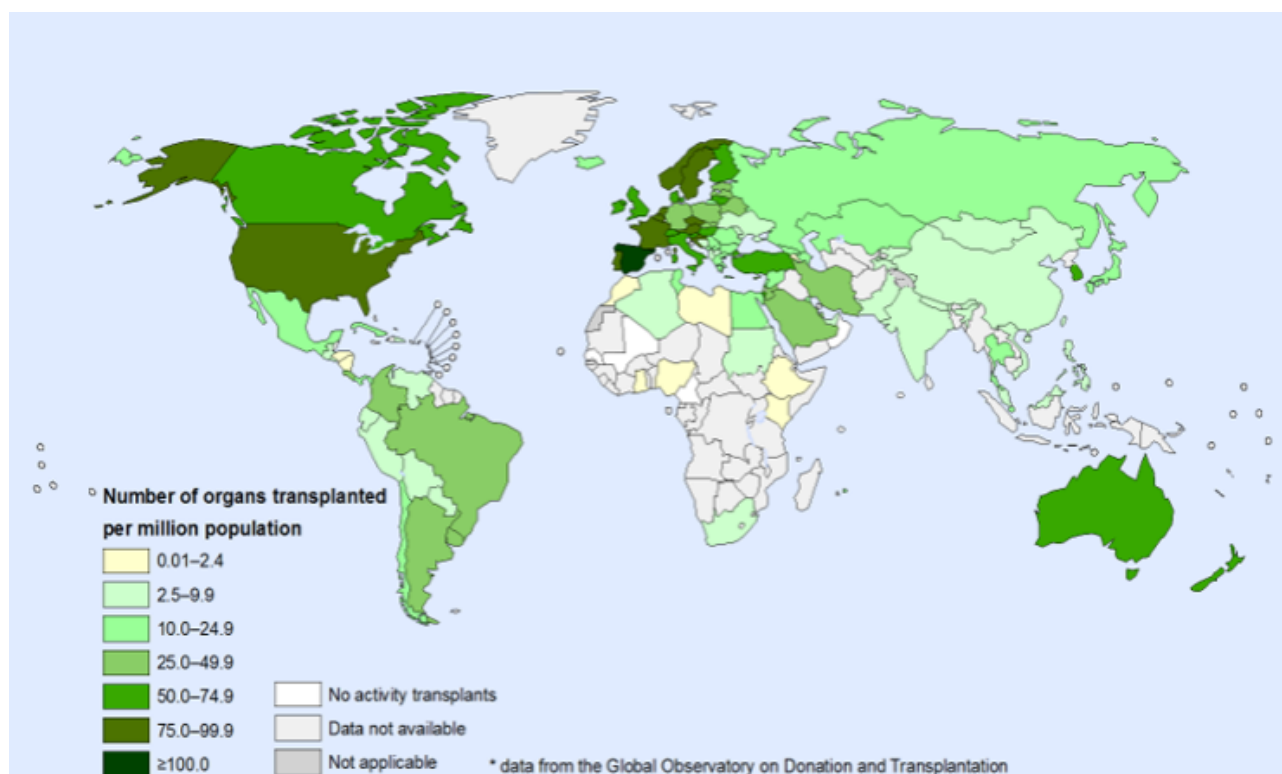 Number of organs transplanted
per million population
0.01–2.4
2.5–9.9
10.0–24.9
25.0–49.9
50.0–74.9
75.0–99.9
≥100.0
No activity transplants
Data not available
Not applicable
* data from the Global Observatory on Donation and Transplantation